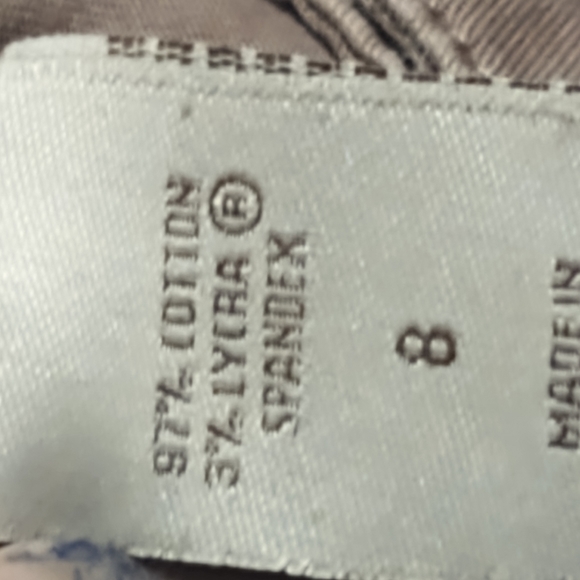 97% COTTON
3% LYCRA ®
SPANDEX
8
MADE IN